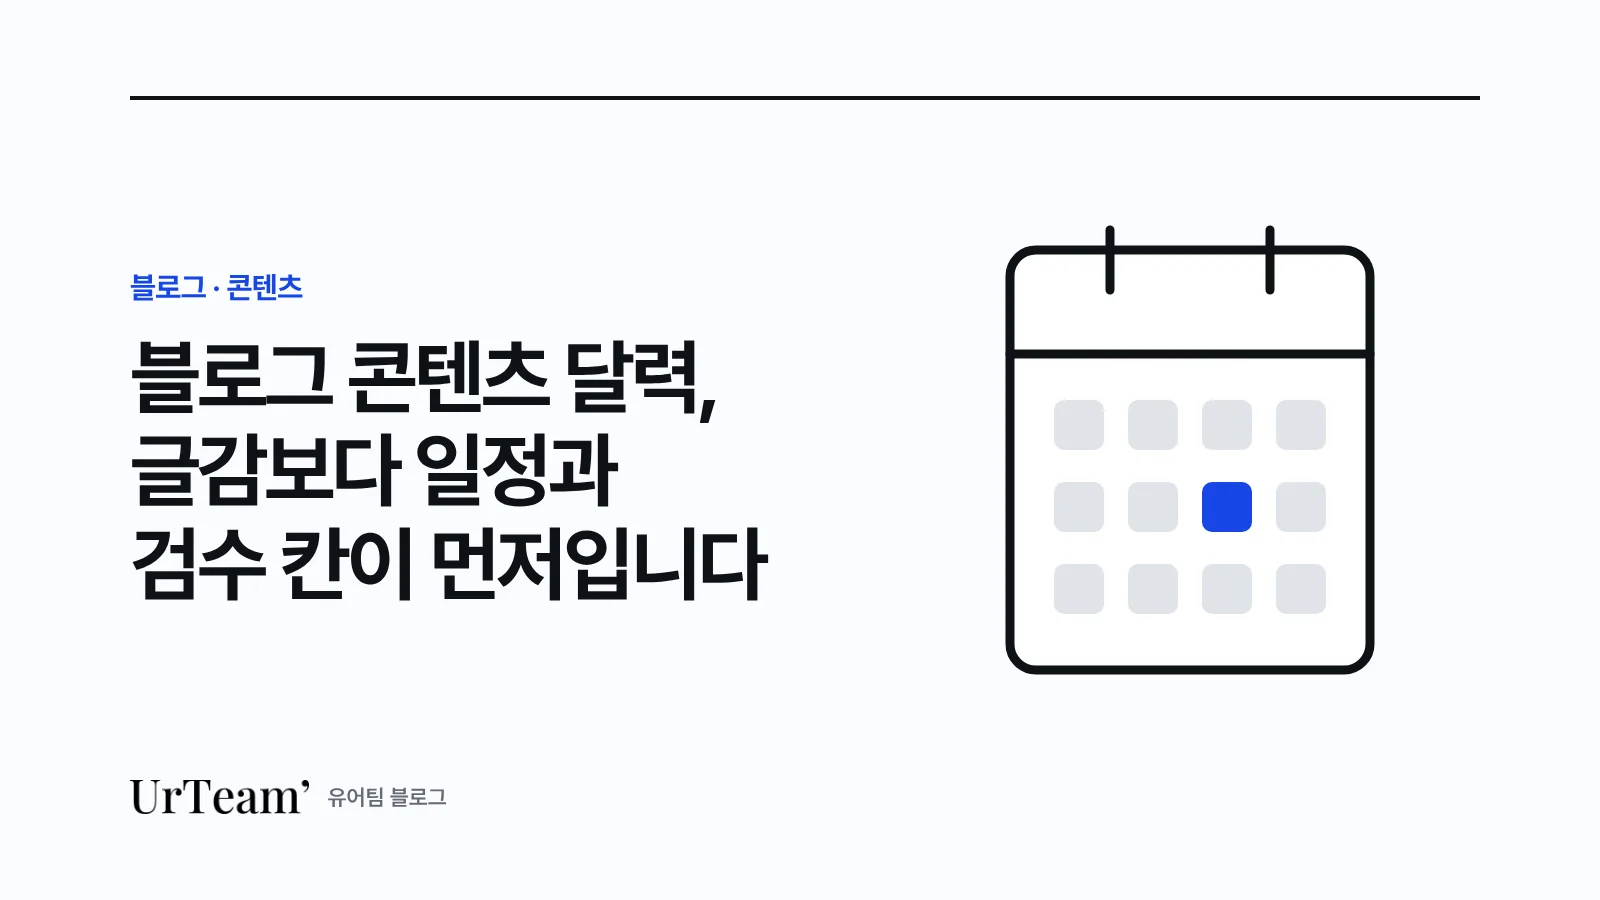 블로그 · 콘텐츠
블로그 콘텐츠 달력,
글감보다 일정과
검수 칸이 먼저입니다
UrTeam’ 유어팀 블로그